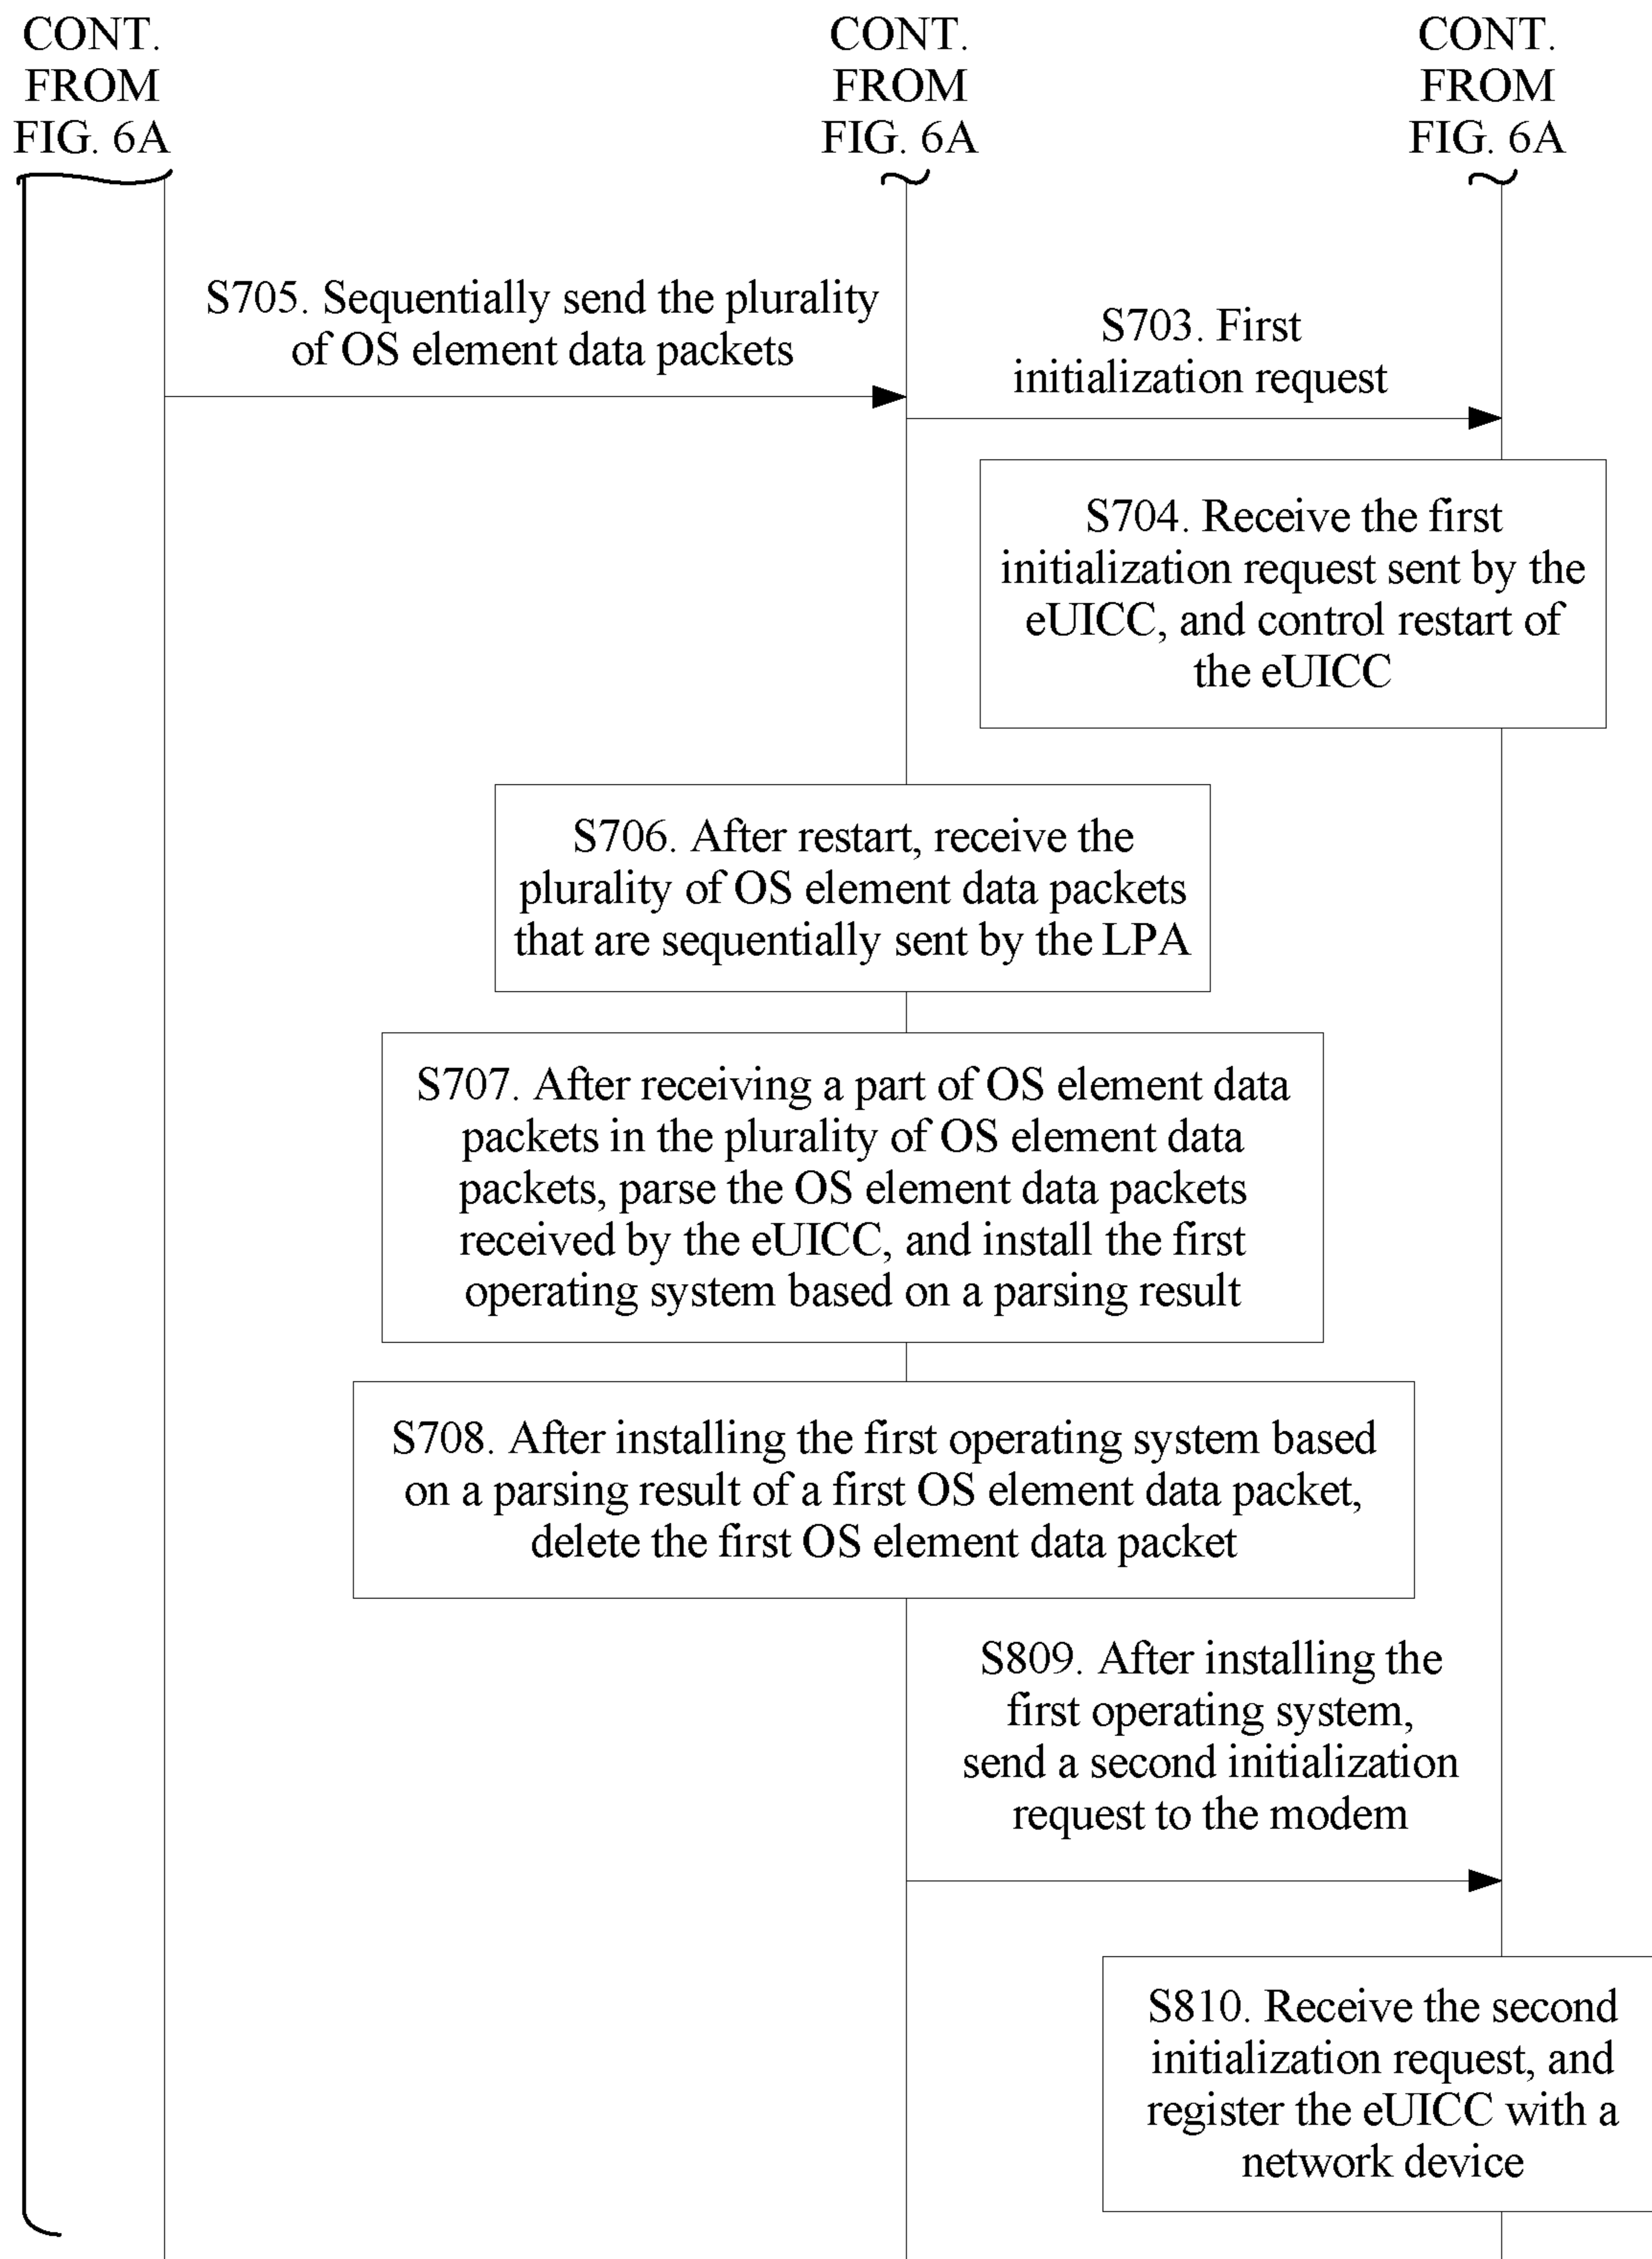 CONT.
FROM
FIG. 6A
CONT.
FROM
FIG. 6A
CONT.
FROM
FIG. 6A
S705. Sequentially send the plurality
of OS element data packets
S703. First
initialization request
S704. Receive the first
initialization request sent by the
eUICC, and control restart of
the eUICC
S706. After restart, receive the
plurality of OS element data packets
that are sequentially sent by the LPA
S707. After receiving a part of OS element data
packets in the plurality of OS element data
packets, parse the OS element data packets
received by the eUICC, and install the first
operating system based on a parsing result
S708. After installing the first operating system based
on a parsing result of a first OS element data packet,
delete the first OS element data packet
S809. After installing the
first operating system,
send a second initialization
request to the modem
S810. Receive the second
initialization request, and
register the eUICC with a
network device